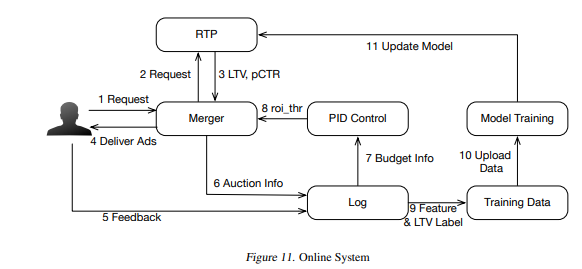 RTP
11 Update Model
2 Request
3 LTV, pCTR
1 Request
8 roi_thr
Merger
PID Control
Model Training
4 Deliver Ads
7 Budget Info
10 Upload
Data
6 Auction Info
Log
9 Feature
& LTV Label
Training Data
5 Feedback
Figure 11. Online System